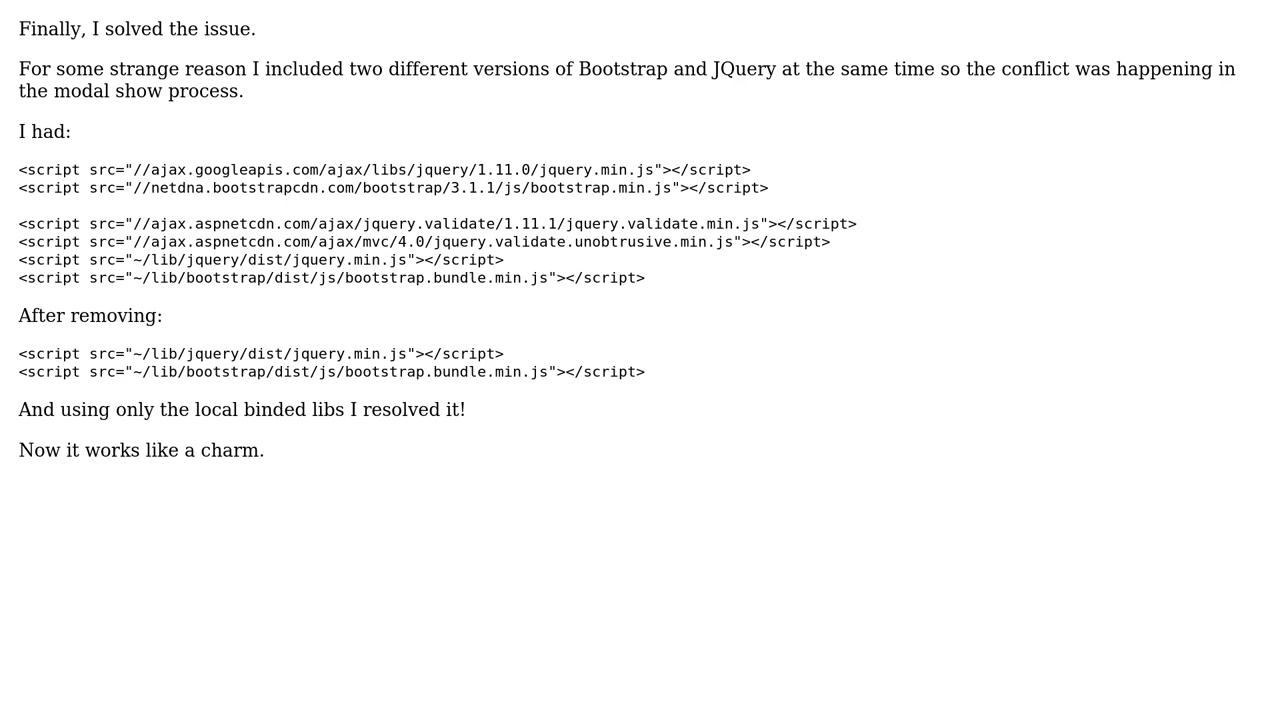 Finally, I solved the issue.
For some strange reason I included two different versions of Bootstrap and JQuery at the same time so the conflict was happening in
the modal show process.
I had:
<script src="//ajax.googleapis.com/ajax/libs/jquery/1.11.0/jquery.min.js"></script>
<script src="//netdna.bootstrapcdn.com/bootstrap/3.1.1/js/bootstrap.min.js"></script>
<script src="//ajax.aspnetcdn.com/ajax/jquery.validate/1.11.1/jquery.validate.min.js"></script>
<script src="//ajax.aspnetcdn.com/ajax/mvc/4.0/jquery.validate.unobtrusive.min.js"></script>
<script src="~/lib/jquery/dist/jquery.min.js"></script>
<script src="~/lib/bootstrap/dist/js/bootstrap.bundle.min.js"></script>
After removing:
<script src="~/lib/jquery/dist/jquery.min.js"></script>
<script src="~/lib/bootstrap/dist/js/bootstrap.bundle.min.js"></script>
And using only the local binded libs I resolved it!
Now it works like a charm.